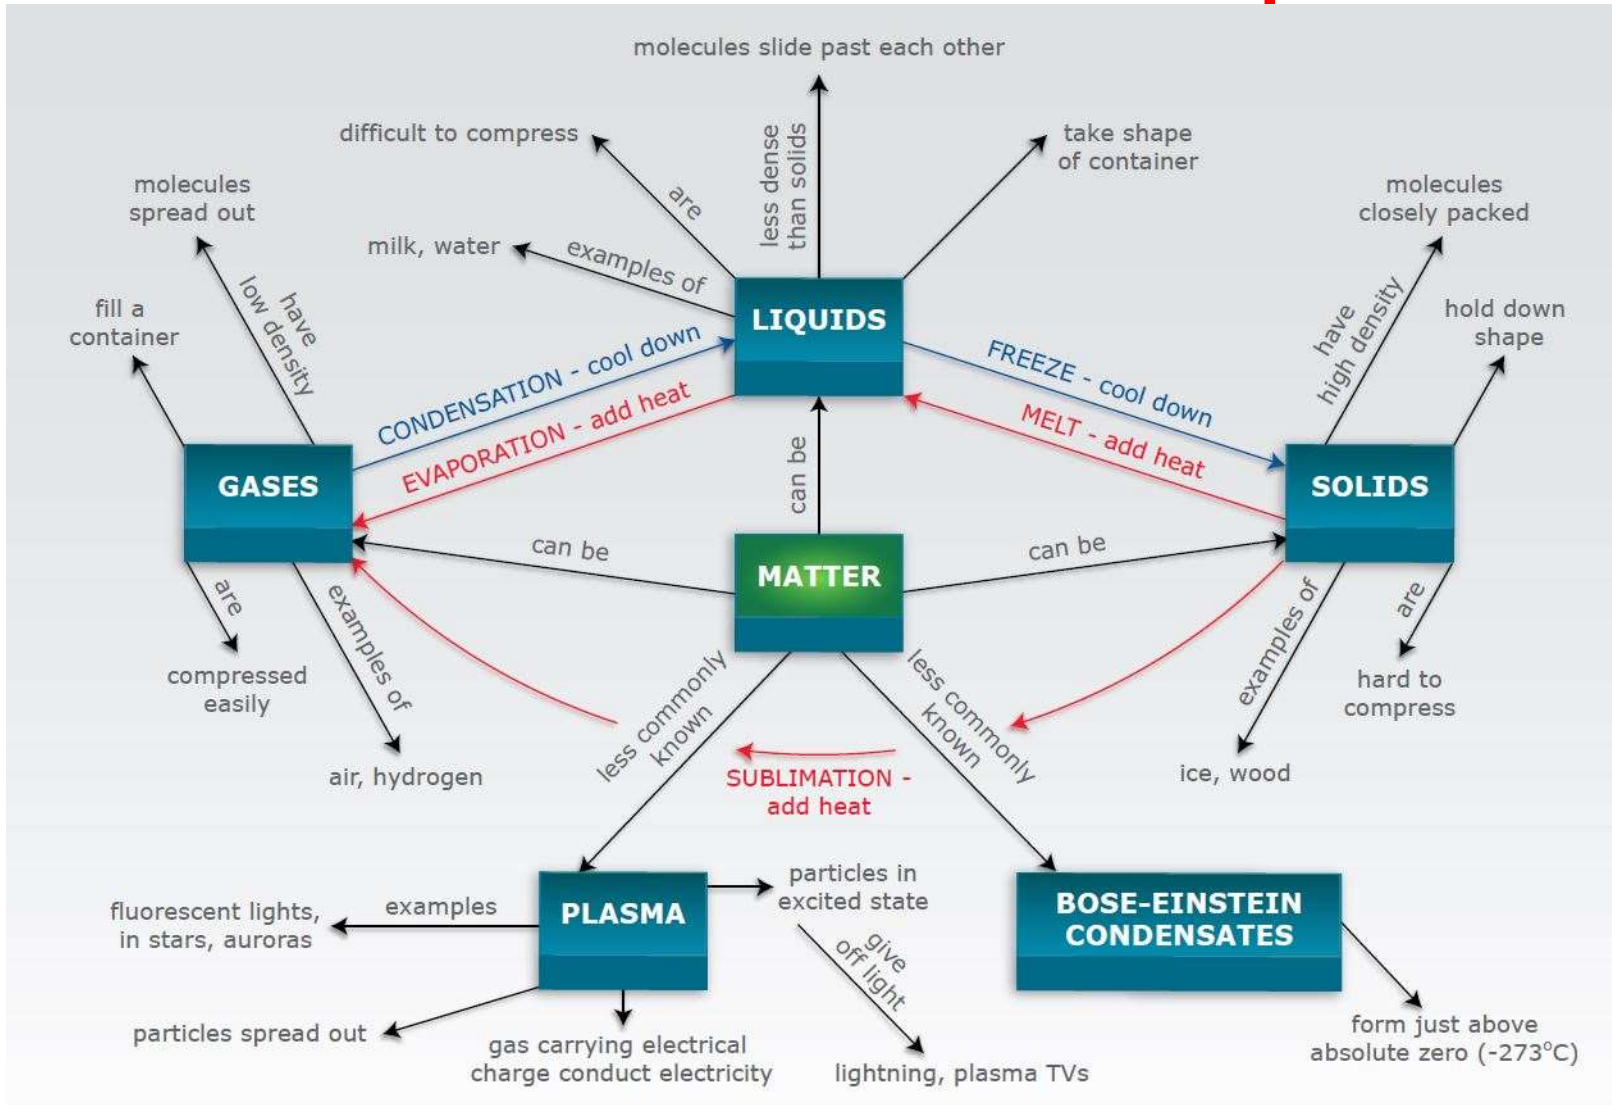 molecules slide past each other
difficult to compress
are
less dense
than solids
take shape
of container
molecules
spread out
milk, water
examples of
molecules
closely packed
have
low density
fill a
container
LIQUIDS
have
high density
hold down
shape
CONDENSATION - cool down
EVAPORATION - add heat
FREEZE - cool down
MELT - add heat
GASES
can be
SOLIDS
can be
MATTER
can be
are
examples of
compressed
easily
air, hydrogen
less commonly
known
less commonly
known
SUBLIMATION -
add heat
examples of
are
hard to
compress
ice, wood
fluorescent lights,
in stars, auroras
examples
PLASMA
particles in
excited state
give
off light
BOSE-EINSTEIN
CONDENSATES
particles spread out
gas carrying electrical
charge conduct electricity
lightning, plasma TVs
form just above
absolute zero (-273°C)